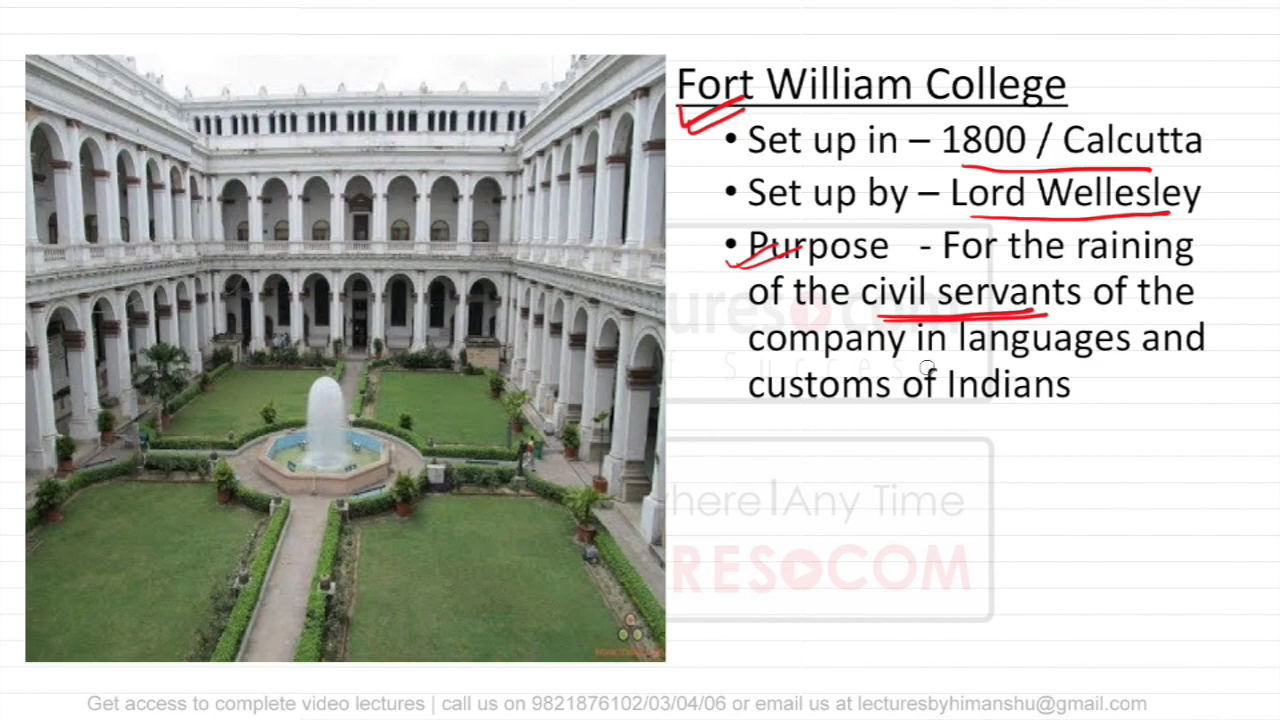 Fort William College
• Set up in – 1800 / Calcutta
• Set up by – Lord Wellesley
• Purpose - For the raining
of the civil servants of the
company in languages and
customs of Indians
here|Any Time
RES COM
Get access to complete video lectures | call us on 9821876102/03/04/06 or email us at lecturesbyhimanshu@gmail.com